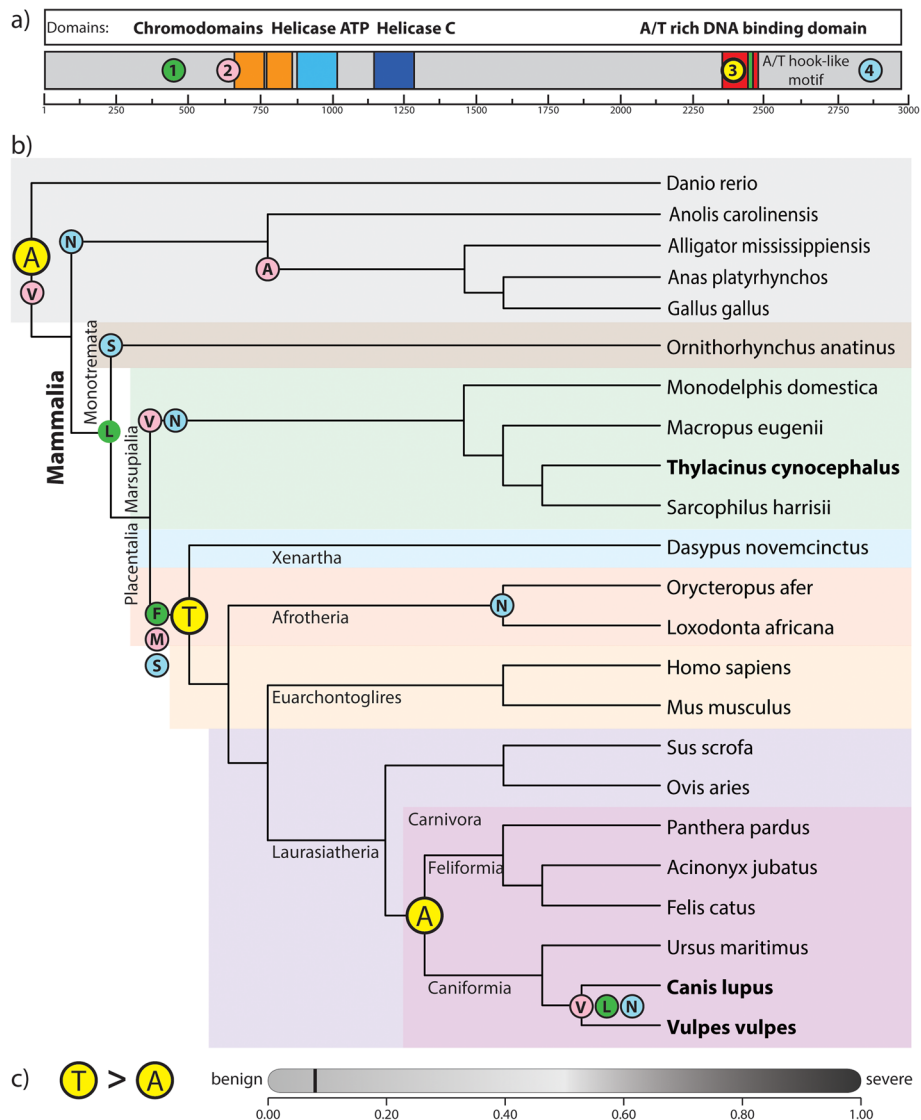 a)
Domains: Chromodomains Helicase ATP Helicase C A/T rich DNA binding domain
1 2 3 A/T hook-like motif 4
1 250 500 750 1000 1250 1500 1750 2000 2250 2500 2750 3000
b)
Danio rerio
Anolis carolinensis
N
Alligator mississippiensis
A
A
Anas platyrhynchos
V
Gallus gallus
Mammalia
Monotremata
S
Ornithorhynchus anatinus
Monodelphis domestica
L
V N
Marsupialia
Macropus eugenii
Thylacinus cynocephalus
Sarcophilus harrisii
Placentalia
Xenartha
Dasypus novemcinctus
Orycteropus afer
F
T
Afrotheria
N
Loxodonta africana
M
S
Homo sapiens
Euarchontoglires
Mus musculus
Sus scrofa
Ovis aries
Carnivora
Panthera pardus
Laurasiatheria
Feliformia
Acinonyx jubatus
A
Felis catus
Ursus maritimus
Caniformia
Canis lupus
V L N
Vulpes vulpes
c)
T > A
benign severe
0.00 0.20 0.40 0.60 0.80 1.00